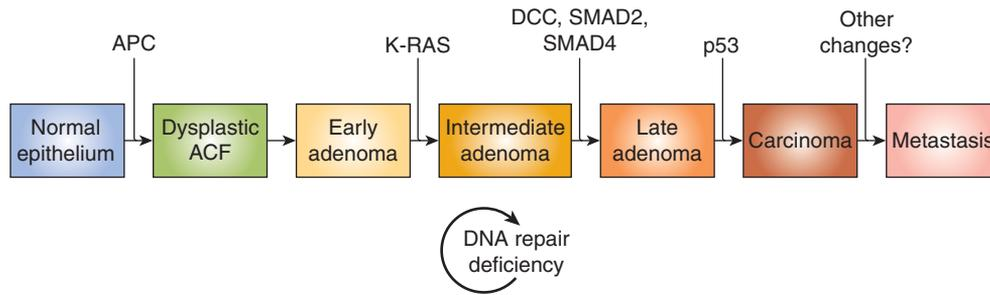 APC
K-RAS
DCC, SMAD2,
SMAD4
p53
Other
changes?
Normal
epithelium
Dysplastic
ACF
Early
adenoma
Intermediate
adenoma
Late
adenoma
Carcinoma
Metastasis
DNA repair
deficiency